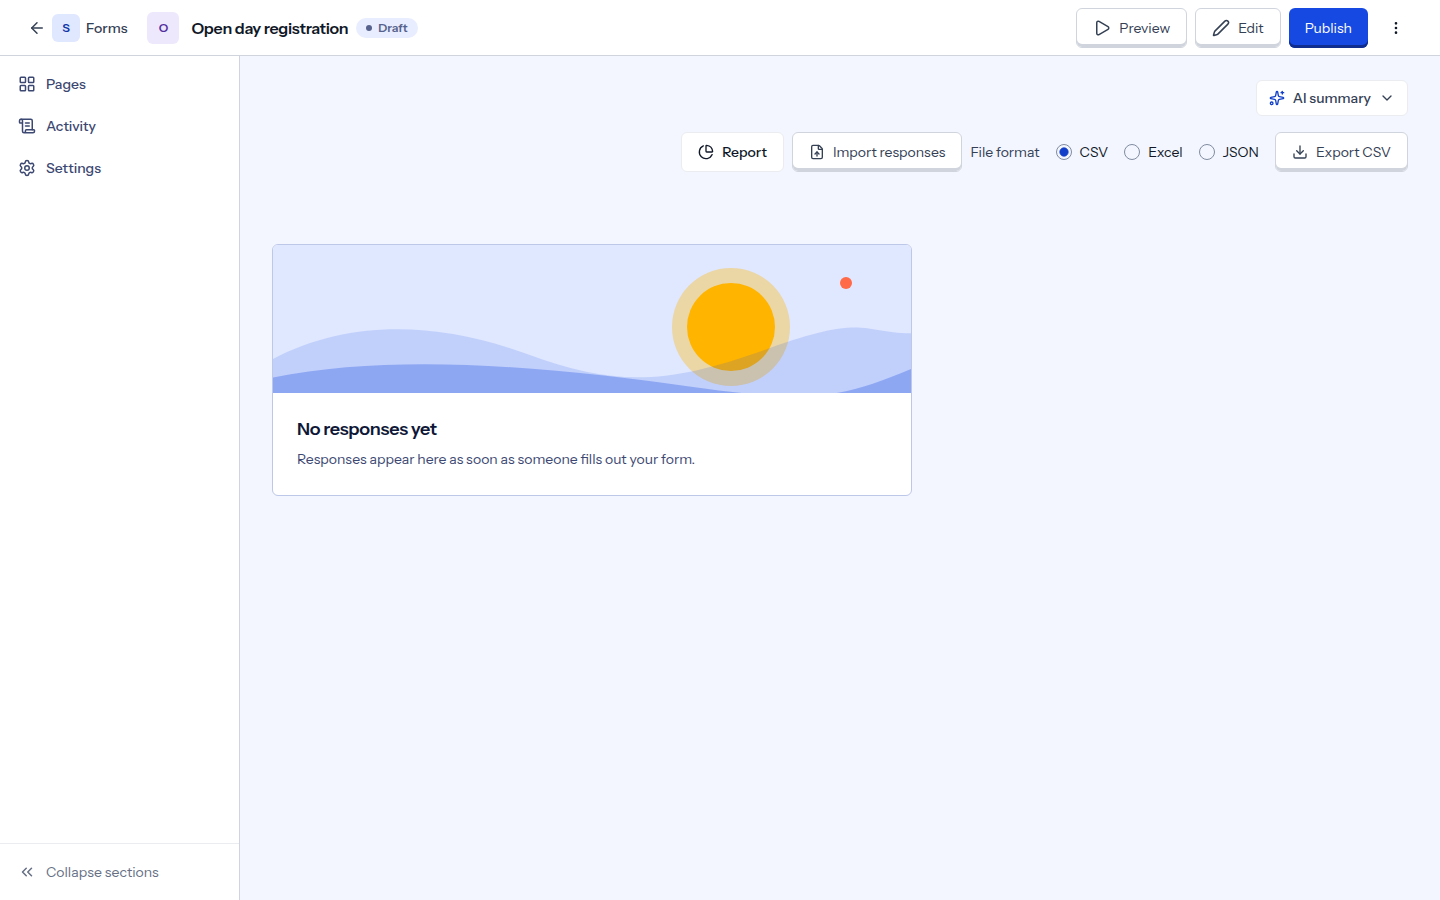 S Forms O Open day registration Draft Preview Edit Publish
Pages
Activity
Settings
AI summary
Report Import responses File format CSV Excel JSON Export CSV
No responses yet
Responses appear here as soon as someone fills out your form.
Collapse sections